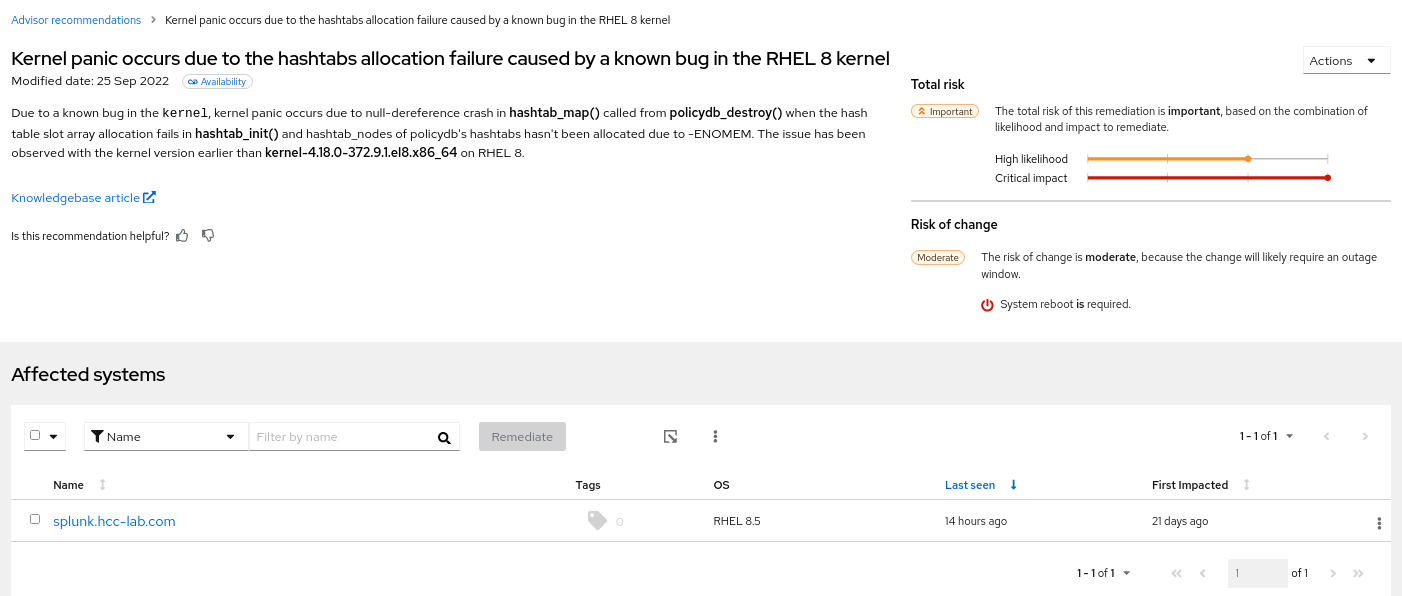 Advisor recommendations > Kernel panic occurs due to the hashtabs allocation failure caused by a known bug in the RHEL 8 kernel
Kernel panic occurs due to the hashtabs allocation failure caused by a known bug in the RHEL 8 kernel
Modified date: 25 Sep 2022 Availability
Due to a known bug in the kernel, kernel panic occurs due to null-dereference crash in hashtab_map() called from policydb_destroy() when the hash
table slot array allocation fails in hashtab_init() and hashtab_nodes of policydb's hashtabs hasn't been allocated due to -ENOMEM. The issue has been
observed with the kernel version earlier than kernel-4.18.0-372.9.1.el8.x86_64 on RHEL 8.
Knowledgebase article
Is this recommendation helpful?
Actions
Total risk
Important
The total risk of this remediation is important, based on the combination of
likelihood and impact to remediate.
High likelihood
Critical impact
Risk of change
Moderate
The risk of change is moderate, because the change will likely require an outage
window.
System reboot is required.
Affected systems
Name Filter by name Remediate 1 - 1 of 1
Name Tags OS Last seen First Impacted
splunk.hcc-lab.com 0 RHEL 8.5 14 hours ago 21 days ago
1 - 1 of 1 1 of 1